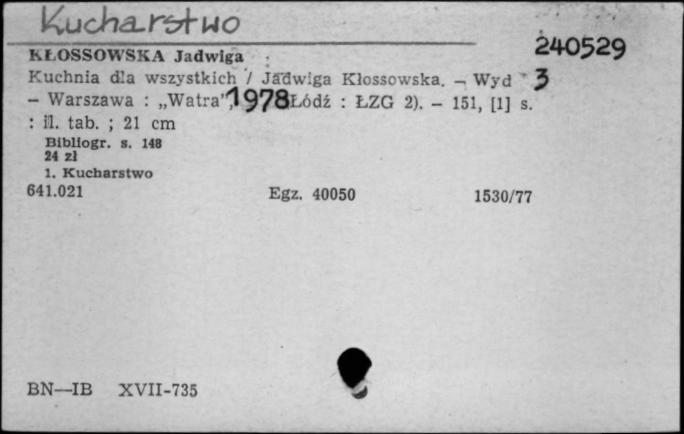 Kucharstwo
240529
KŁOSSOWSKA Jadwiga
Kuchnia dla wszystkich / Jadwiga Kłossowska. — Wyd 3
— Warszawa : „Watra”, 1978 Łódź : ŁZG 2). — 151, [1] s.
: il. tab. ; 21 cm
Bibliogr. s. 148
24 zł
1. Kucharstwo
641.021 Egz. 40050 1530/77
BN—IB XVII-735